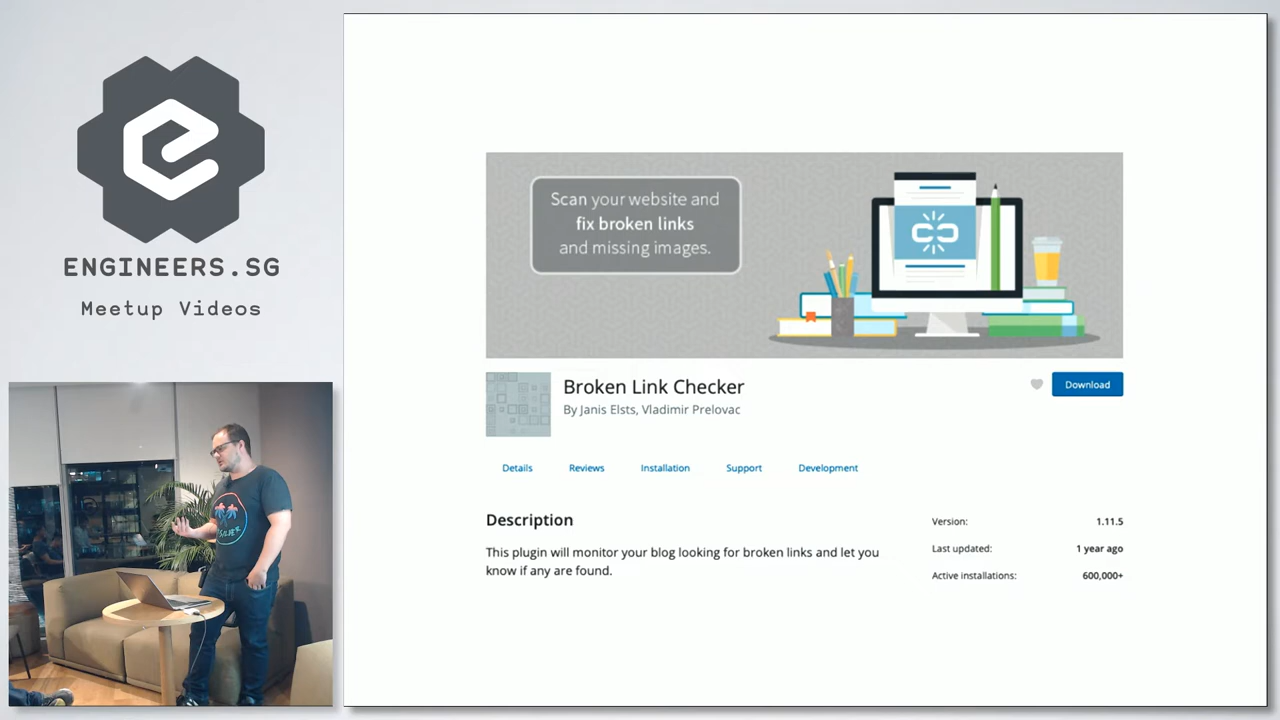 ENGINEERS.SG
Meetup Videos
Scan your website and
fix broken links
and missing images.
Broken Link Checker
By Janis Elsts, Vladimir Prelovac
Download
Details
Reviews
Installation
Support
Development
Description
This plugin will monitor your blog looking for broken links and let you
know if any are found.
Version: 1.11.5
Last updated: 1 year ago
Active installations: 600,000+